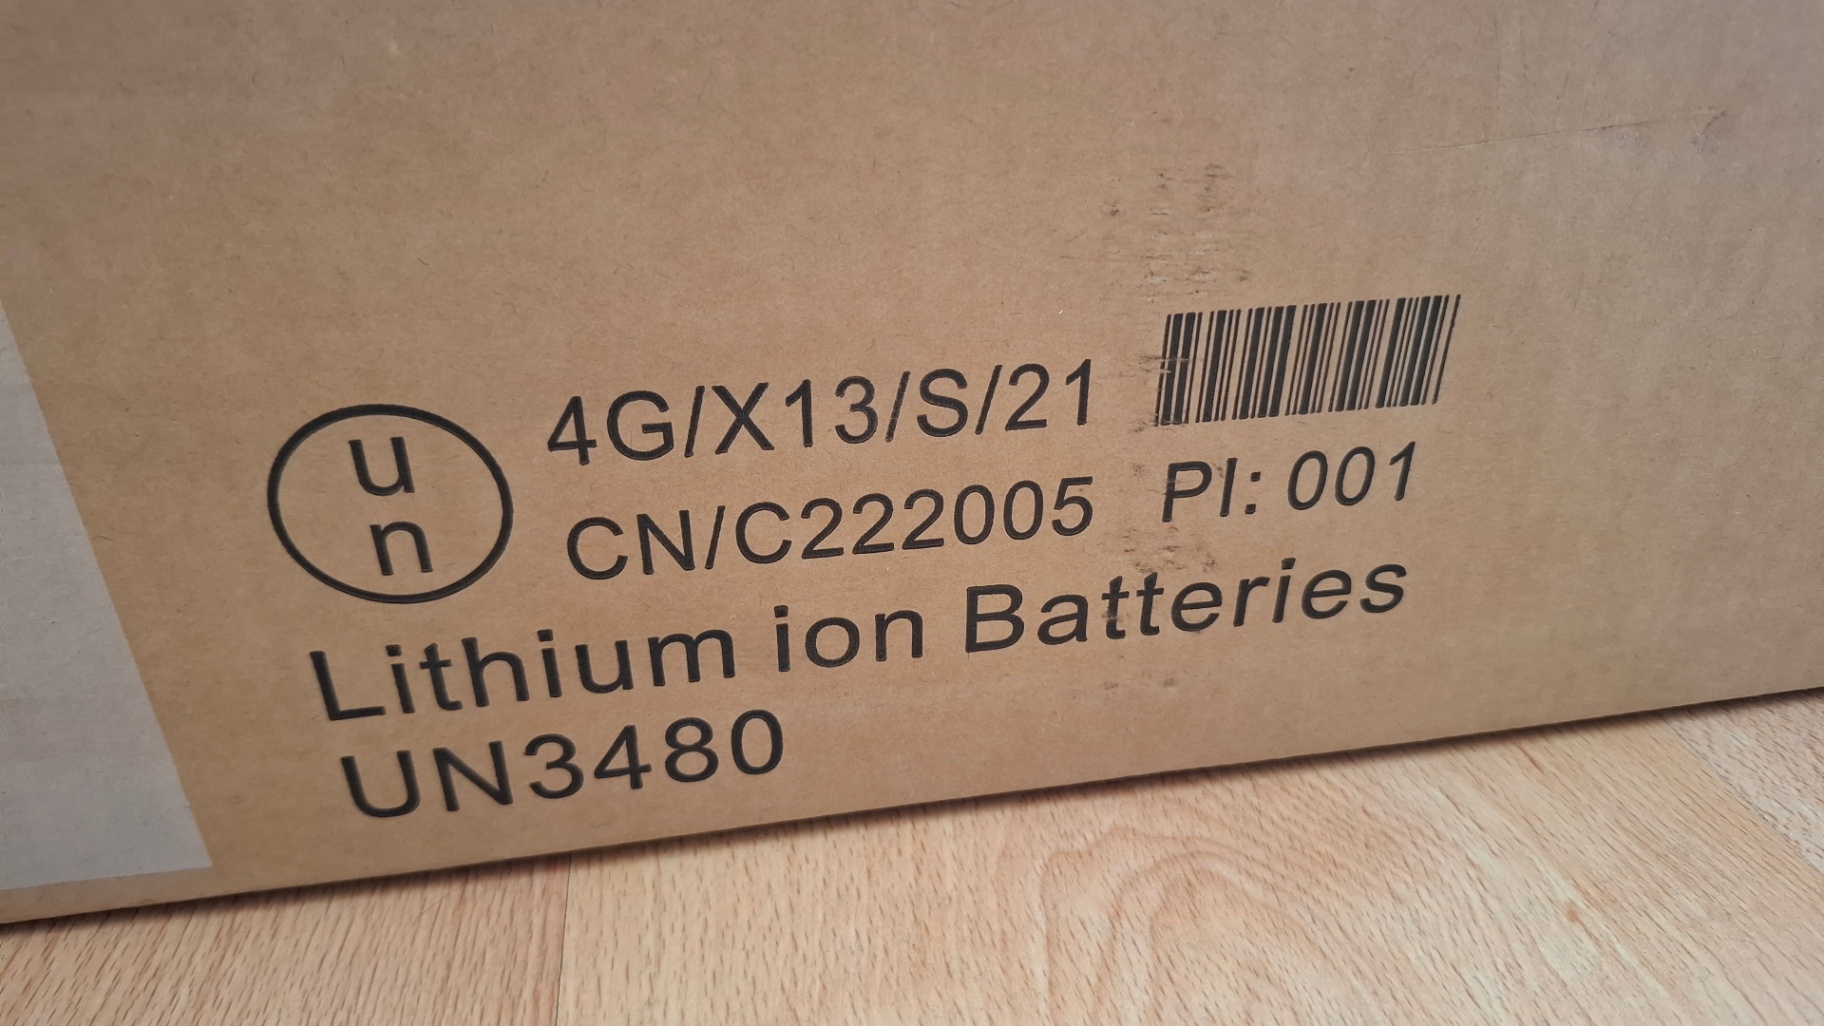 u
n
4G/X13/S/21
CN/C222005 PI: 001
Lithium ion Batteries
UN3480